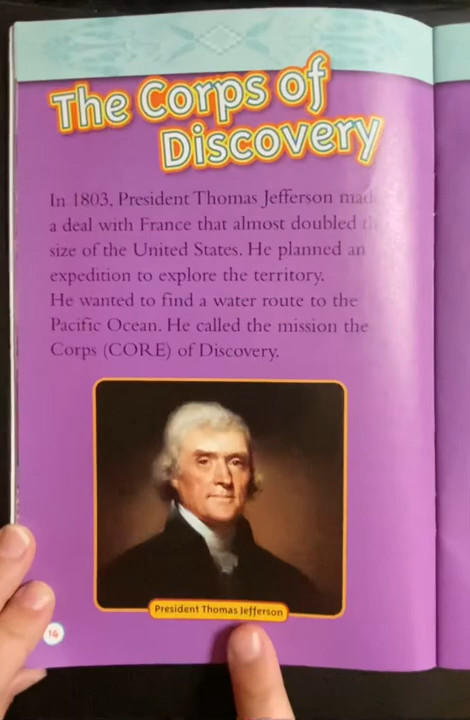 The Corps of
Discovery
In 1803, President Thomas Jefferson made
a deal with France that almost doubled the
size of the United States. He planned an
expedition to explore the territory.
He wanted to find a water route to the
Pacific Ocean. He called the mission the
Corps (CORE) of Discovery.
President Thomas Jefferson
14